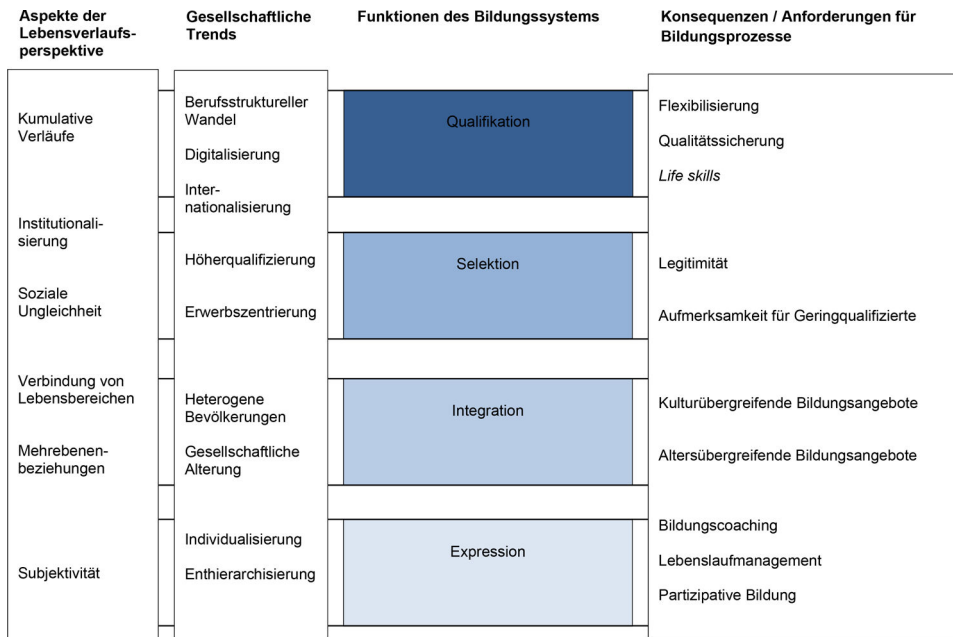 Aspekte der
Lebensverlaufs-
perspektive
Gesellschaftliche
Trends
Funktionen des Bildungssystems
Konsequenzen / Anforderungen für
Bildungsprozesse
Kumulative
Verläufe
Institutionali-
sierung
Soziale
Ungleichheit
Verbindung von
Lebensbereichen
Mehrebenen-
beziehungen
Subjektivität
Berufsstruktureller
Wandel
Digitalisierung
Inter-
nationalisierung
Höherqualifizierung
Erwerbszentrierung
Heterogene
Bevölkerungen
Gesellschaftliche
Alterung
Individualisierung
Enthierarchisierung
Qualifikation
Selektion
Integration
Expression
Flexibilisierung
Qualitätssicherung
Life skills
Legitimität
Aufmerksamkeit für Geringqualifizierte
Kulturübergreifende Bildungsangebote
Altersübergreifende Bildungsangebote
Bildungscoaching
Lebenslaufmanagement
Partizipative Bildung